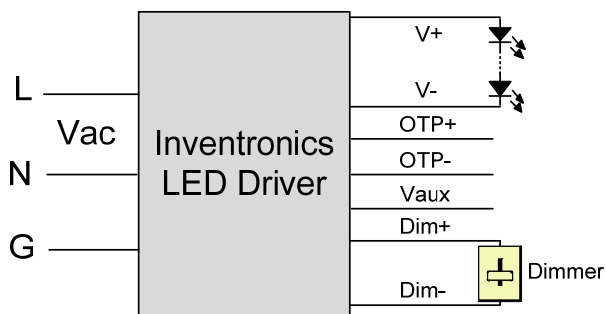 V+
L
V-
Vac
OTP+
Inventronics
LED Driver
OTP-
N
Vaux
Dim+
G
Dimmer
Dim-